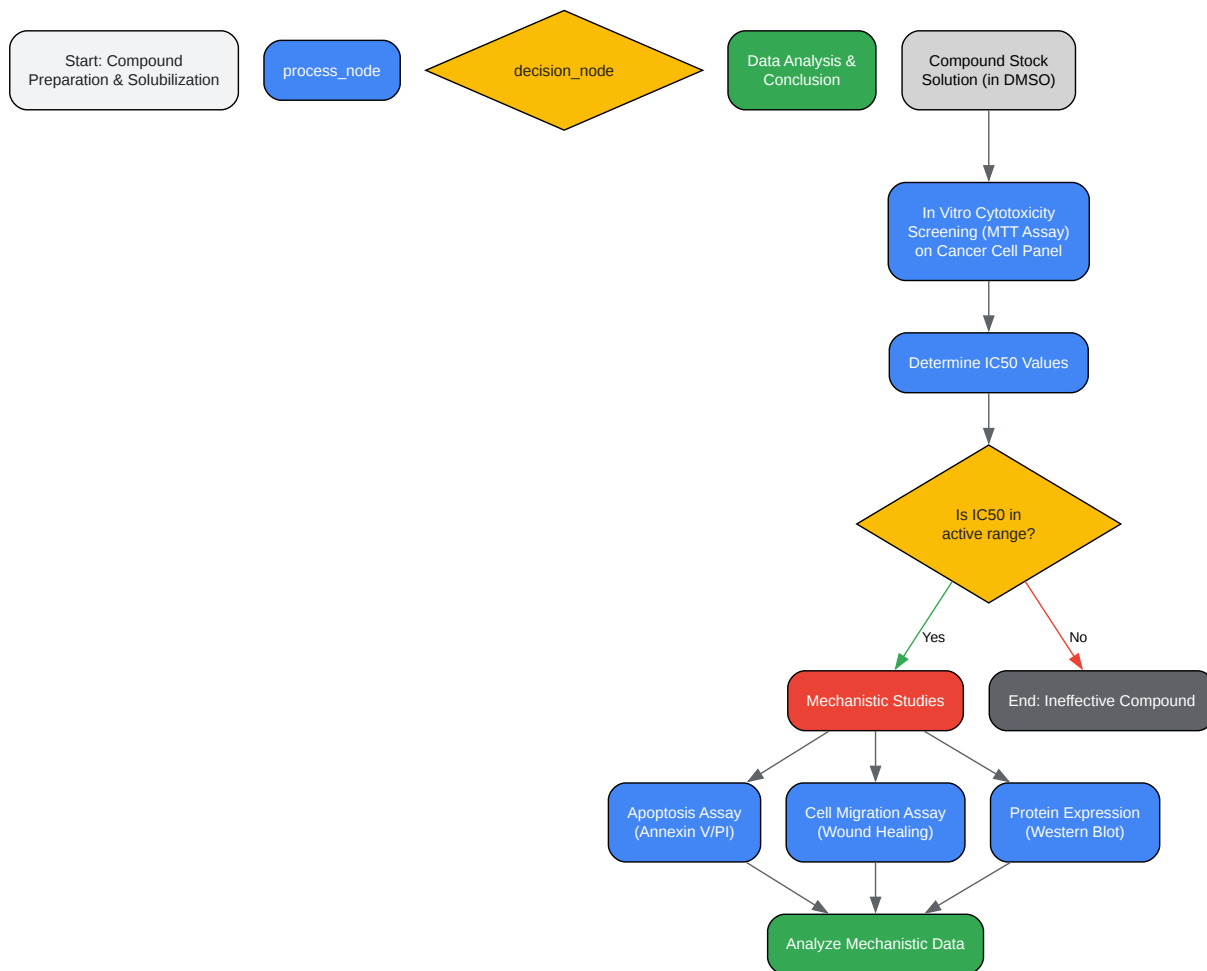 Start: Compound
Preparation & Solubilization
process_node
decision_node
Data Analysis &
Conclusion
Compound Stock
Solution (in DMSO)
In Vitro Cytotoxicity
Screening (MTT Assay)
on Cancer Cell Panel
Determine IC50 Values
Is IC50 in
active range?
Yes
No
Mechanistic Studies
End: Ineffective Compound
Apoptosis Assay
(Annexin V/PI)
Cell Migration Assay
(Wound Healing)
Protein Expression
(Western Blot)
Analyze Mechanistic Data